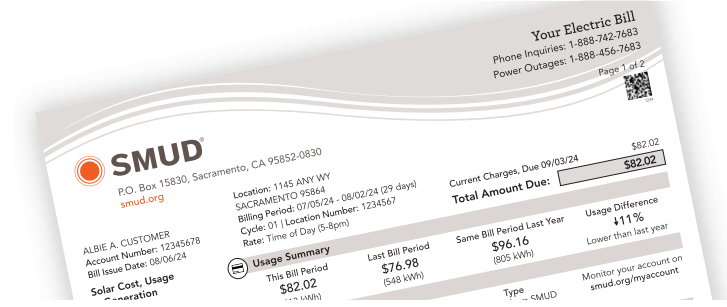 Your Electric Bill
Phone Inquiries: 1-888-742-7683
Power Outages: 1-888-456-7683
Page 1 of 2
SMUD®
P.O. Box 15830, Sacramento, CA 95852-0830
smud.org
Location: 1145 ANY WY
SACRAMENTO 95864
Billing Period: 07/05/24 - 08/02/24 (29 days)
Cycle: 01 | Location Number: 1234567
Rate: Time of Day (5-8pm)
$82.02
Current Charges, Due 09/03/24
Total Amount Due: $82.02
ALBIE A. CUSTOMER
Account Number: 12345678
Bill Issue Date: 08/06/24
Solar Cost, Usage
Usage Summary
This Bill Period
$82.02
(kWh)
Last Bill Period
$76.98
(548 kWh)
Same Bill Period Last Year
$96.16
(805 kWh)
Usage Difference
↓11%
Lower than last year
Type
SMUD
Monitor your account on
smud.org/myaccount